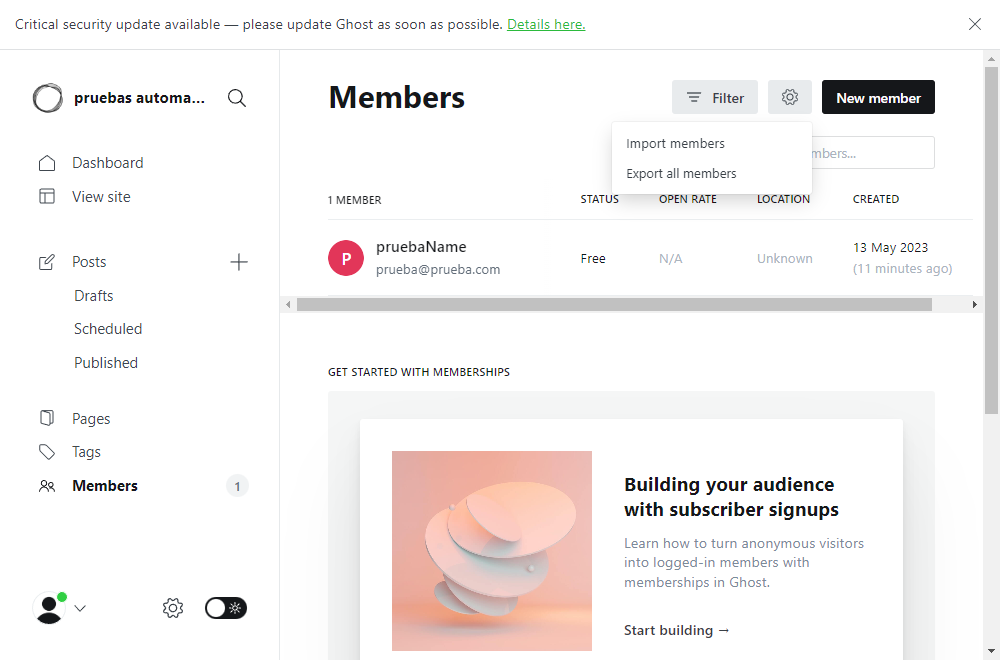 Critical security update available — please update Ghost as soon as possible. Details here.
pruebas automa...
Dashboard
View site
Posts
Drafts
Scheduled
Published
Pages
Tags
Members
1
Members
Filter
New member
Import members
Export all members
1 MEMBER
STATUS
OPEN RATE
LOCATION
CREATED
P
pruebaName
prueba@prueba.com
Free
N/A
Unknown
13 May 2023
(11 minutes ago)
GET STARTED WITH MEMBERSHIPS
Building your audience
with subscriber signups
Learn how to turn anonymous visitors
into logged-in members with
memberships in Ghost.
Start building →